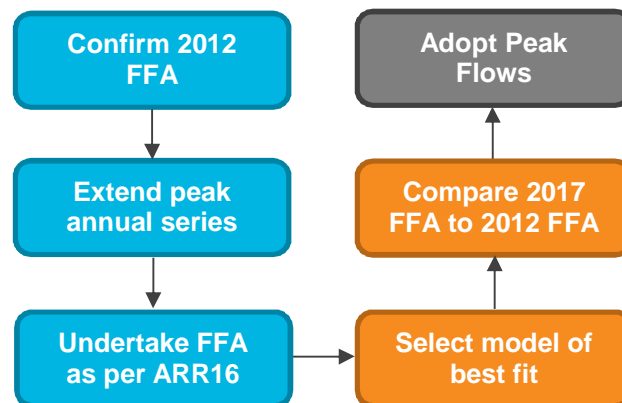 Confirm 2012
FFA
Extend peak
annual series
Undertake FFA
as per ARR16
Select model of
best fit
Compare 2017
FFA to 2012 FFA
Adopt Peak
Flows